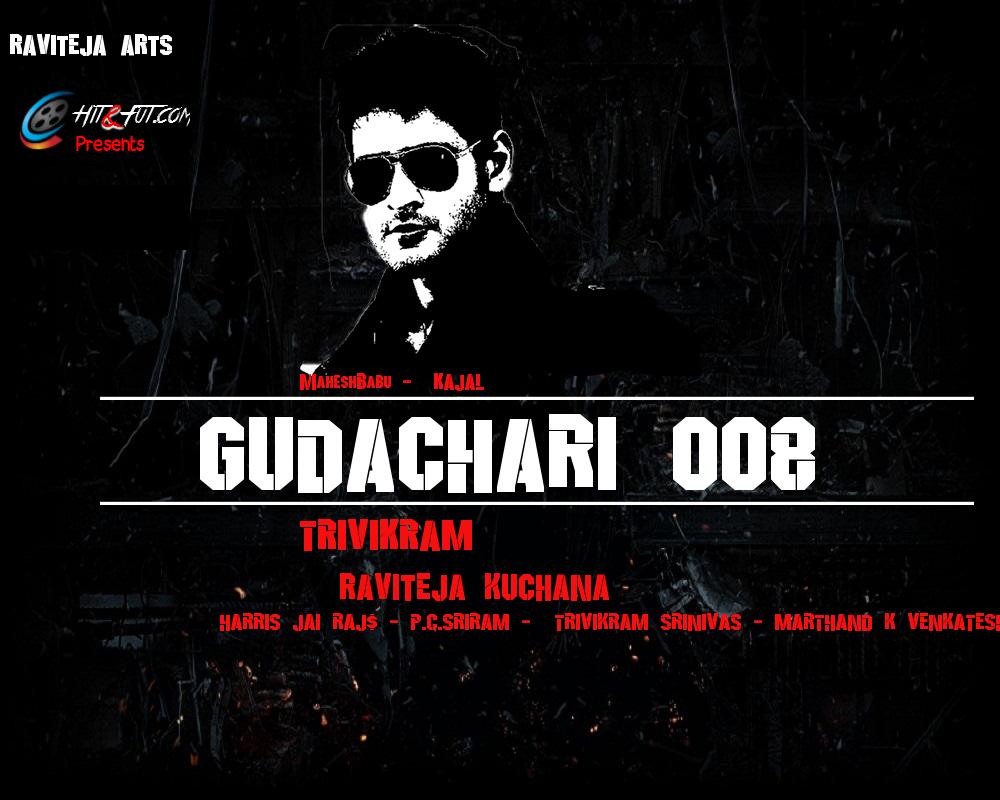 RAVITEJA ARTS
HIT&FUT.COM
Presents
MAHESHBABU - KAJAL
GUDACHARI 008
TRIVIKRAM
RAVITEJA KUCHANA
HARRIS JAI RAJS - P.C.SRIRAM - TRIVIKRAM SRINIVAS - MARTHAND K VENKATESH